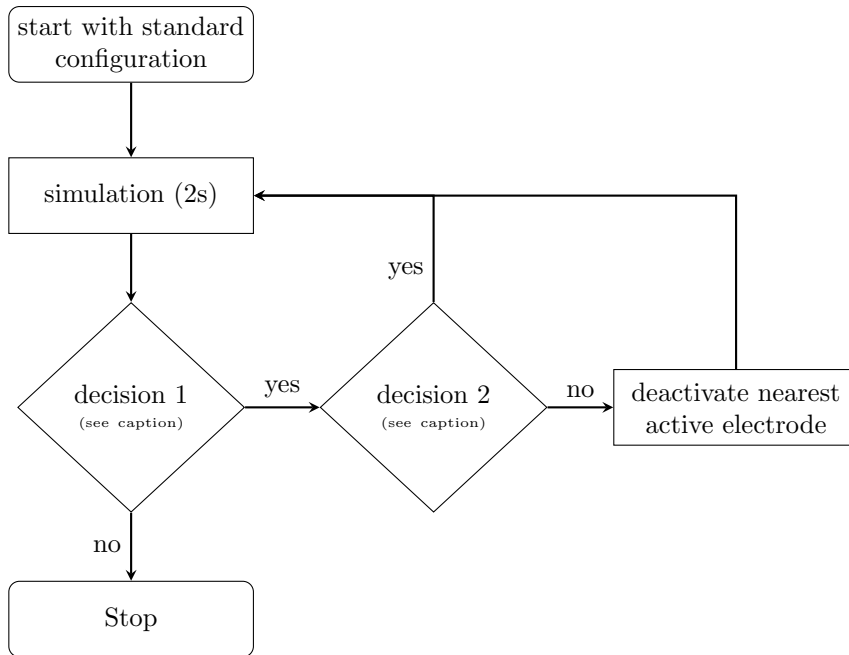 start with standard
configuration
simulation (2s)
yes
decision 1
(see caption)
yes
decision 2
(see caption)
no
deactivate nearest
active electrode
no
Stop